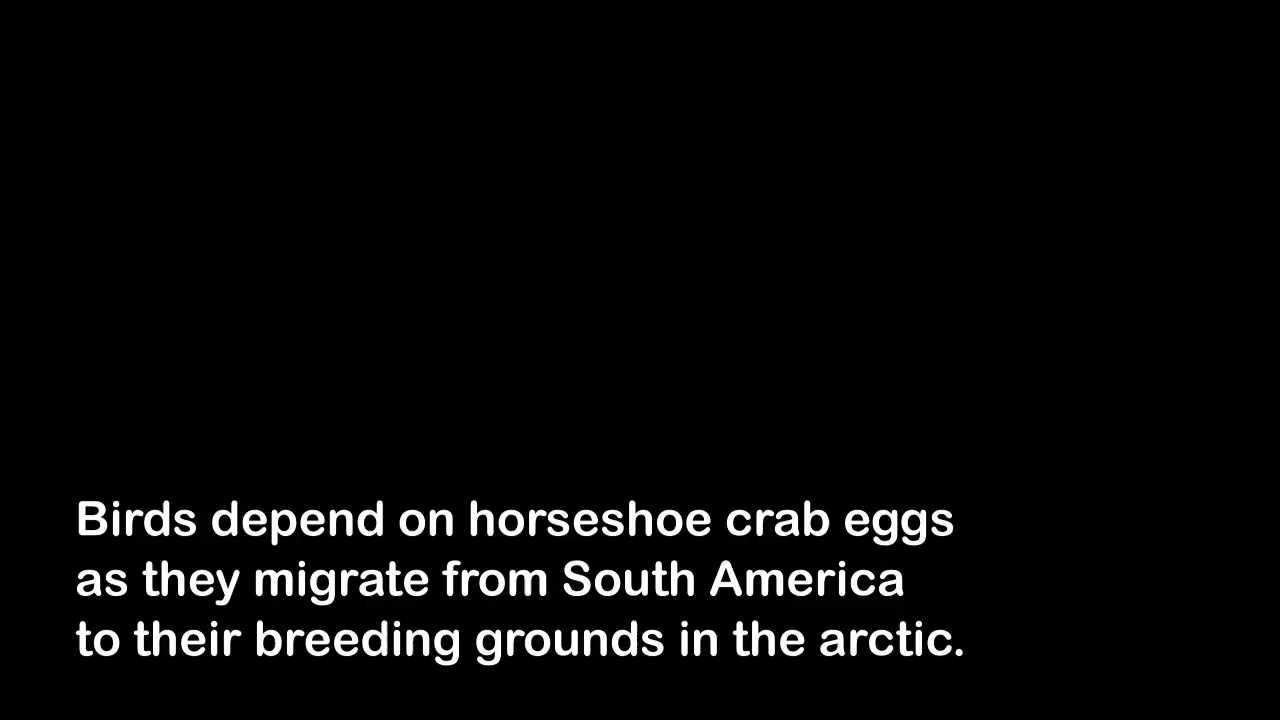 Birds depend on horseshoe crab eggs
as they migrate from South America
to their breeding grounds in the arctic.